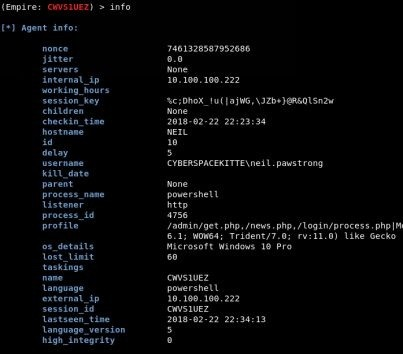 (Empire: CWVS1UEZ) > info
[*] Agent info:
nonce 7461328587952686
jitter 0.0
servers None
internal_ip 10.100.100.222
working_hours
session_key %c;DhoX_!u(|ajWG,\JZb+}@R&QlSn2w
children None
checkin_time 2018-02-22 22:23:34
hostname NEIL
id 10
delay 5
username CYBERSPACEKITTE\neil.pawstrong
kill_date
parent None
process_name powershell
listener http
process_id 4756
profile /admin/get.php,/news.php,/login/process.php|Mo
6.1; WOW64; Trident/7.0; rv:11.0) like Gecko
os_details Microsoft Windows 10 Pro
lost_limit 60
taskings
name CWVS1UEZ
language powershell
external_ip 10.100.100.222
session_id CWVS1UEZ
lastseen_time 2018-02-22 22:34:13
language_version 5
high_integrity 0